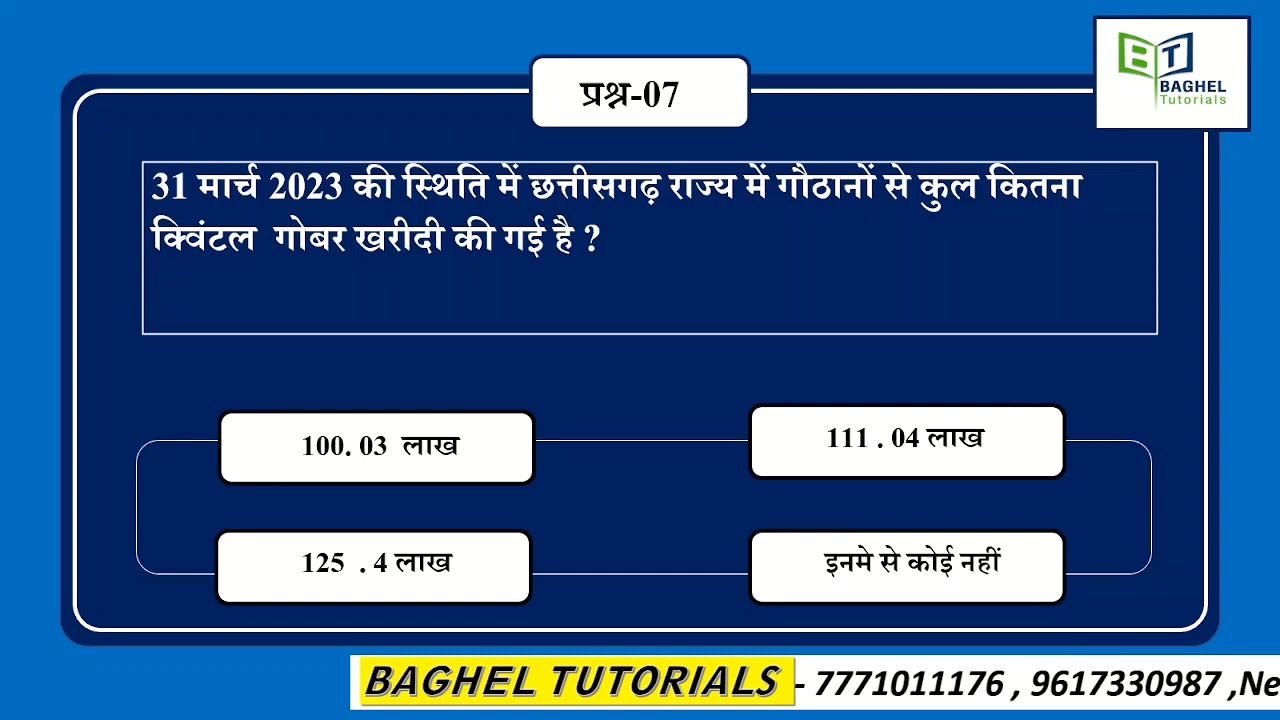 BT
BAGHEL
Tutorials
प्रश्न-07
31 मार्च 2023 की स्थिति में छत्तीसगढ़ राज्य में गौठानों से कुल कितना
क्विंटल गोबर खरीदी की गई है ?
100. 03 लाख
111 . 04 लाख
125 . 4 लाख
इनमे से कोई नहीं
BAGHEL TUTORIALS - 7771011176 , 9617330987 ,Ne